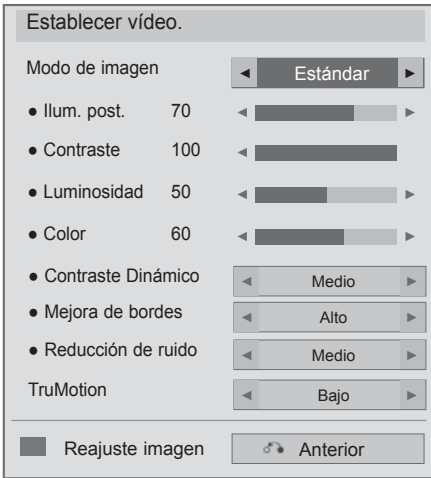 Establecer vídeo.
Modo de imagen ◄ Estándar ►
● Ilum. post. 70 ◄ ►
● Contraste 100 ◄
● Luminosidad 50 ◄ ►
● Color 60 ◄ ►
● Contraste Dinámico ◄ Medio ►
● Mejora de bordes ◄ Alto ►
● Reducción de ruido ◄ Medio ►
TruMotion ◄ Bajo ►
Reajuste imagen Anterior